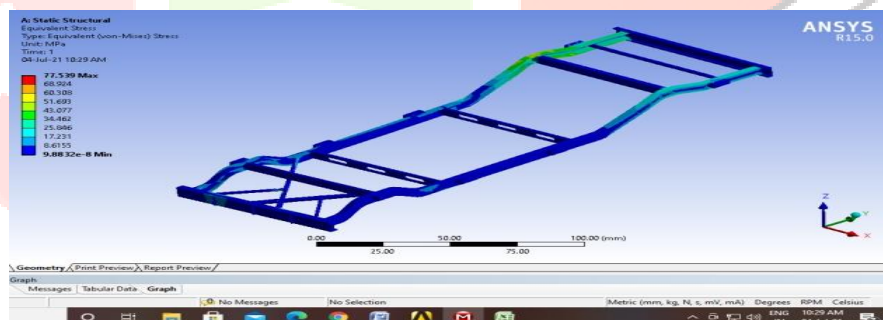 A: Static Structural
Equivalent Stress
Type: Equivalent (von-Mises) Stress
Unit: MPa
Time: 1
04-Jul-21 10:29 AM
77.539 Max
68.924
60.308
51.693
43.077
34.462
25.846
17.231
8.6155
9.8832e-8 Min
ANSYS
R15.0
Z
Y
X
0.00 50.00 100.00 (mm)
25.00 75.00
Geometry Print Preview Report Preview
Graph
Messages Tabular Data Graph
No Messages No Selection Metric (mm, kg, N, s, mV, mA) Degrees RPM Celsius
ENG 10:29 AM